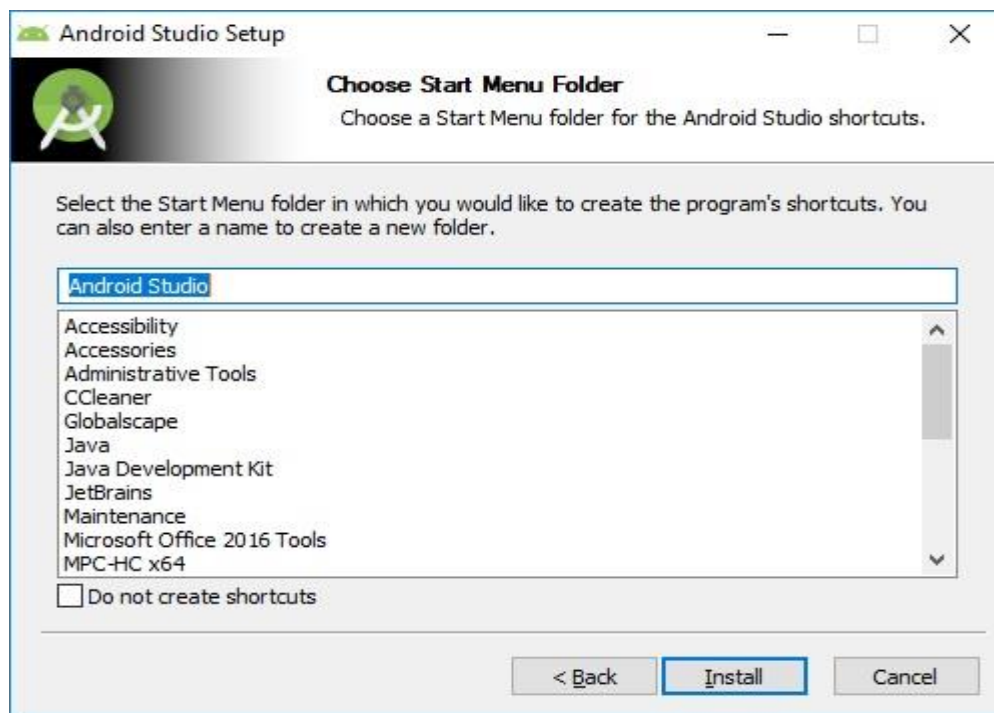 Android Studio Setup
Choose Start Menu Folder
Choose a Start Menu folder for the Android Studio shortcuts.
Select the Start Menu folder in which you would like to create the program's shortcuts. You
can also enter a name to create a new folder.
Android Studio
Accessibility
Accessories
Administrative Tools
CCleaner
Globalscape
Java
Java Development Kit
JetBrains
Maintenance
Microsoft Office 2016 Tools
MPC-HC x64
Do not create shortcuts
< Back
Install
Cancel